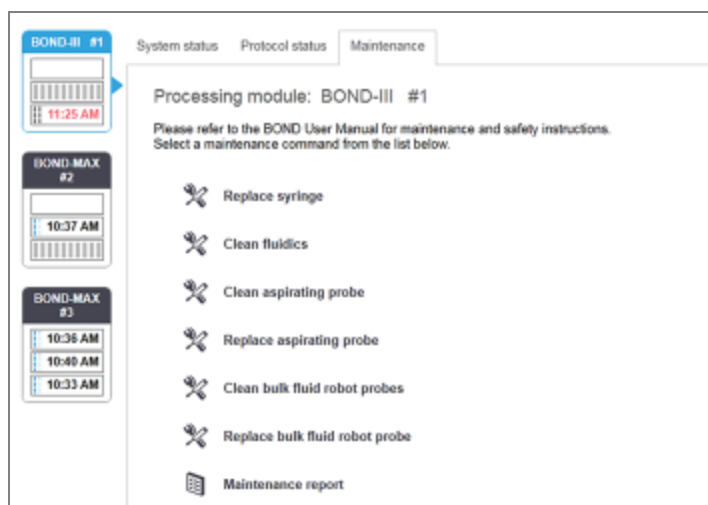 BOND-III #1
11:25 AM
BOND-MAX
#2
10:37 AM
BOND-MAX
#3
10:36 AM
10:40 AM
10:33 AM
System status Protocol status Maintenance
Processing module: BOND-III #1
Please refer to the BOND User Manual for maintenance and safety instructions.
Select a maintenance command from the list below.
Replace syringe
Clean fluidics
Clean aspirating probe
Replace aspirating probe
Clean bulk fluid robot probes
Replace bulk fluid robot probe
Maintenance report